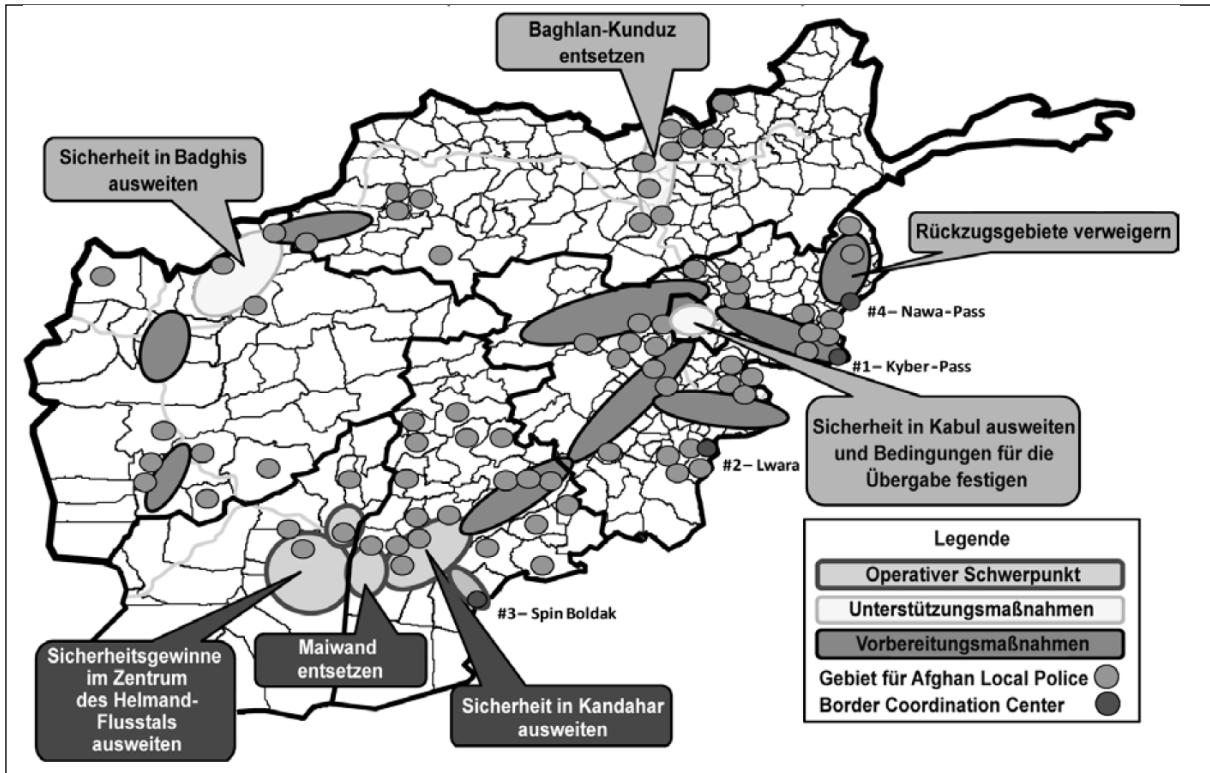 Baghlan-Kunduz
entsetzen
Sicherheit in Badghis
ausweiten
Rückzugsgebiete verweigern
#4– Nawa-Pass
#1– Kyber-Pass
Sicherheit in Kabul ausweiten
und Bedingungen für die
Übergabe festigen
#2– Lwara
#3– Spin Boldak
Maiwand
entsetzen
Sicherheitsgewinne
im Zentrum
des Helmand-
Flusstals
ausweiten
Sicherheit in Kandahar
ausweiten
Legende
Operativer Schwerpunkt
Unterstützungsmaßnahmen
Vorbereitungsmaßnahmen
Gebiet für Afghan Local Police
Border Coordination Center